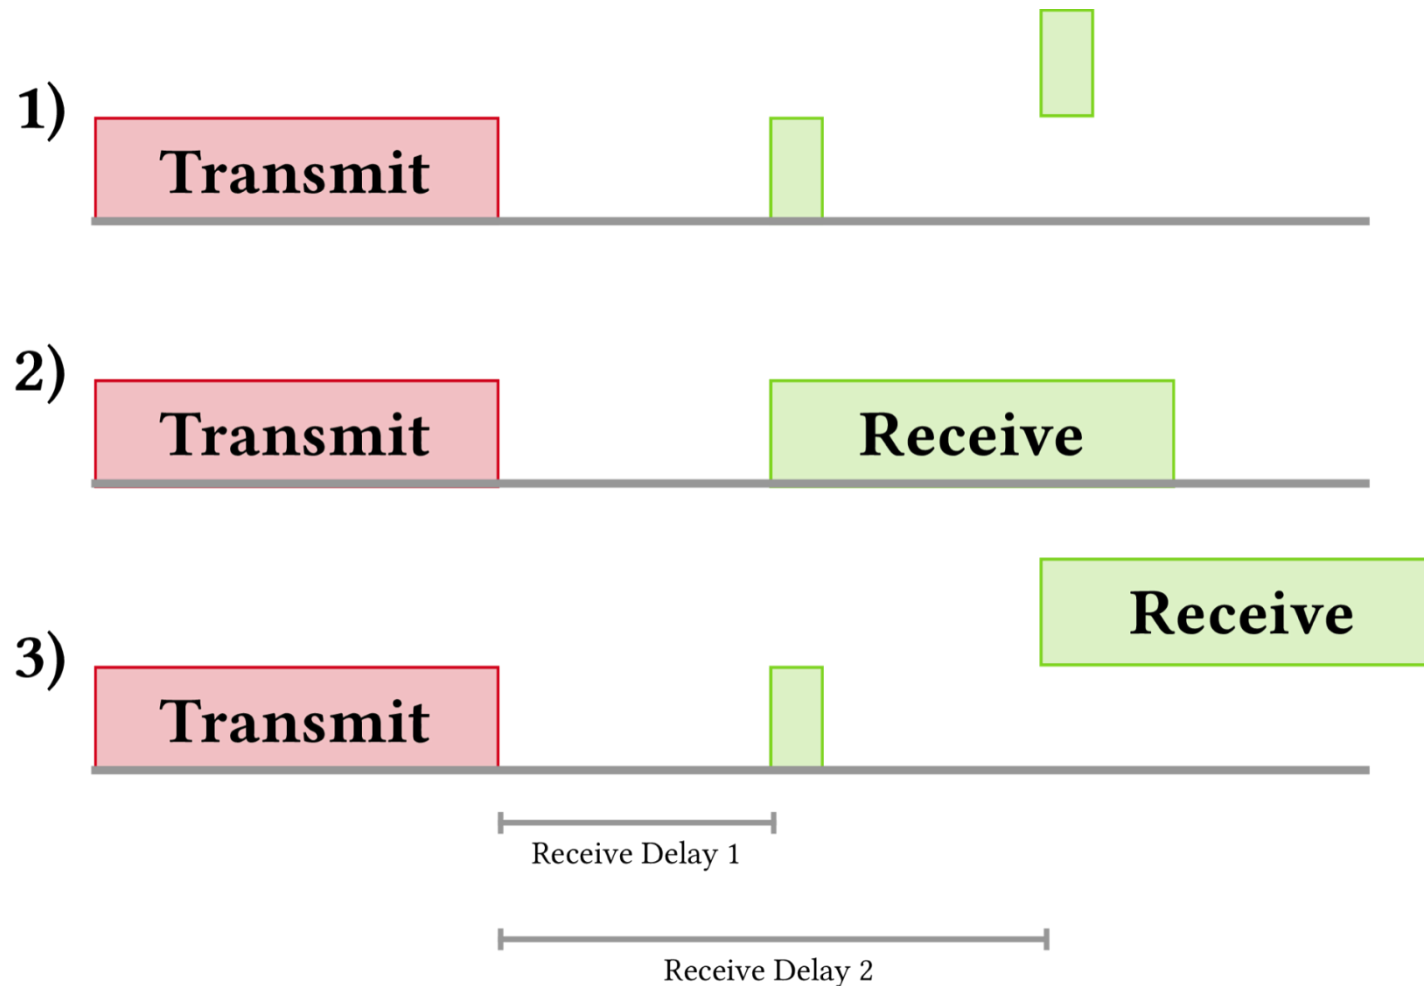 1)
Transmit
2)
Transmit
Receive
Receive
3)
Transmit
Receive Delay 1
Receive Delay 2